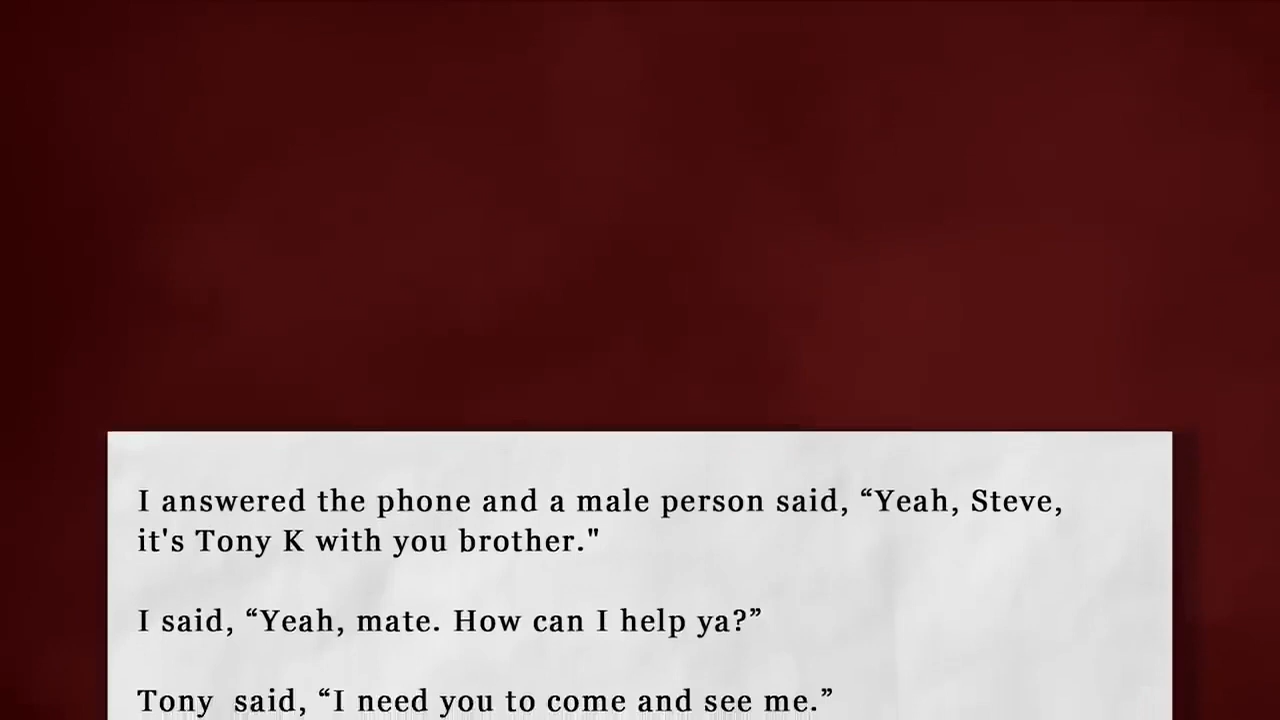 I answered the phone and a male person said, “Yeah, Steve,
it's Tony K with you brother."
I said, “Yeah, mate. How can I help ya?”
Tony  said, “I need you to come and see me.”